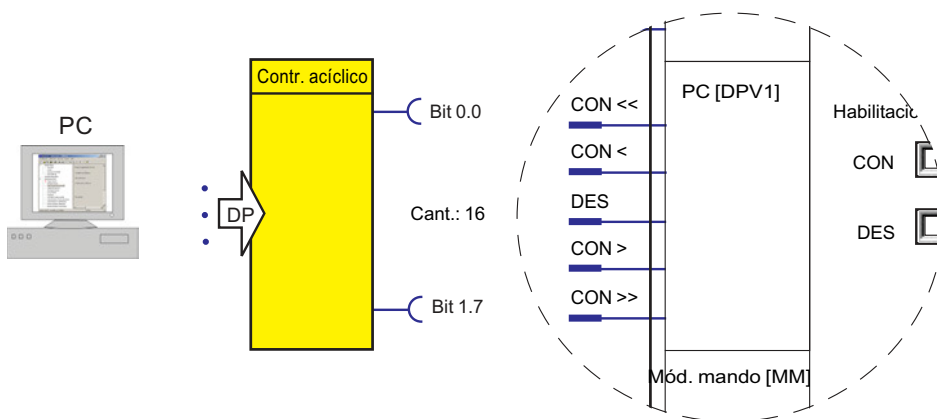 PC
Contr. acíclico
DP
Bit 0.0
Cant.: 16
Bit 1.7
CON <<
CON <
DES
CON >
CON >>
PC [DPV1]
Mód. mando [MM]
Habilitació
CON
DES